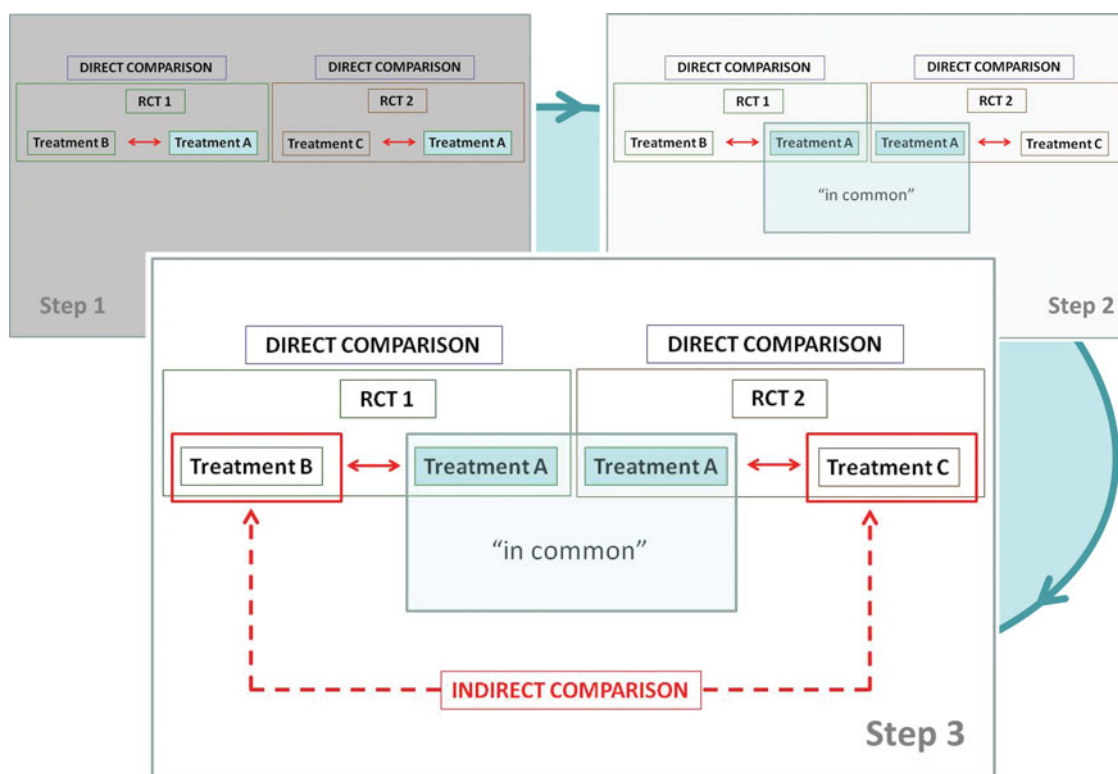 DIRECT COMPARISON DIRECT COMPARISON
RCT 1 RCT 2
Treatment B Treatment A Treatment C Treatment A
Step 1
DIRECT COMPARISON DIRECT COMPARISON
RCT 1 RCT 2
Treatment B Treatment A Treatment A Treatment C
“in common”
Step 2
DIRECT COMPARISON DIRECT COMPARISON
RCT 1 RCT 2
Treatment B Treatment A Treatment A Treatment C
“in common”
INDIRECT COMPARISON
Step 3